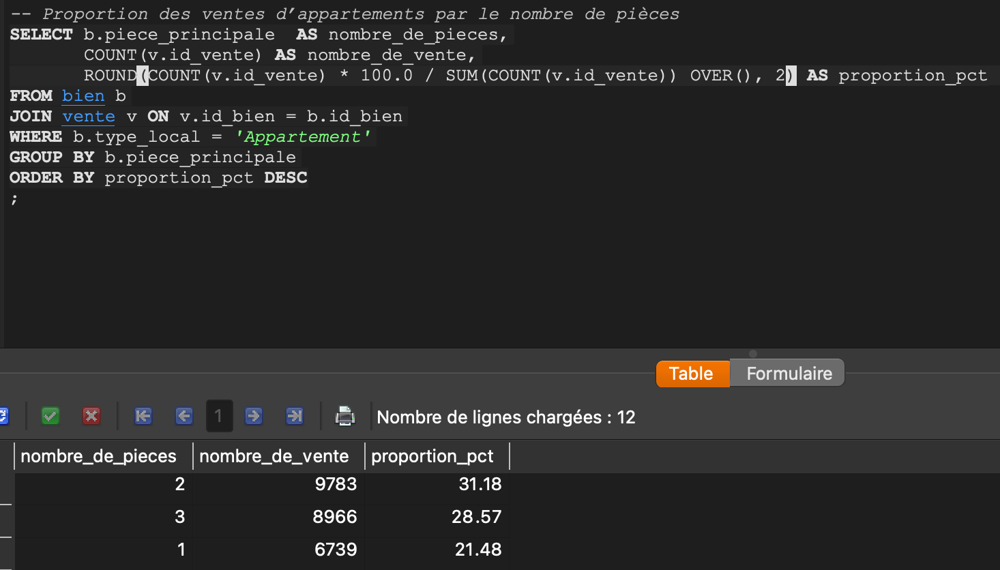 -- Proportion des ventes d’appartements par le nombre de pièces
SELECT b.piece_principale  AS nombre_de_pieces,
       COUNT(v.id_vente) AS nombre_de_vente,
       ROUND(COUNT(v.id_vente) * 100.0 / SUM(COUNT(v.id_vente)) OVER(), 2) AS proportion_pct
FROM bien b
JOIN vente v ON v.id_bien = b.id_bien
WHERE b.type_local = 'Appartement'
GROUP BY b.piece_principale
ORDER BY proportion_pct DESC
;
Table Formulaire
1 Nombre de lignes chargées : 12
nombre_de_pieces nombre_de_vente proportion_pct
2 9783 31.18
3 8966 28.57
1 6739 21.48